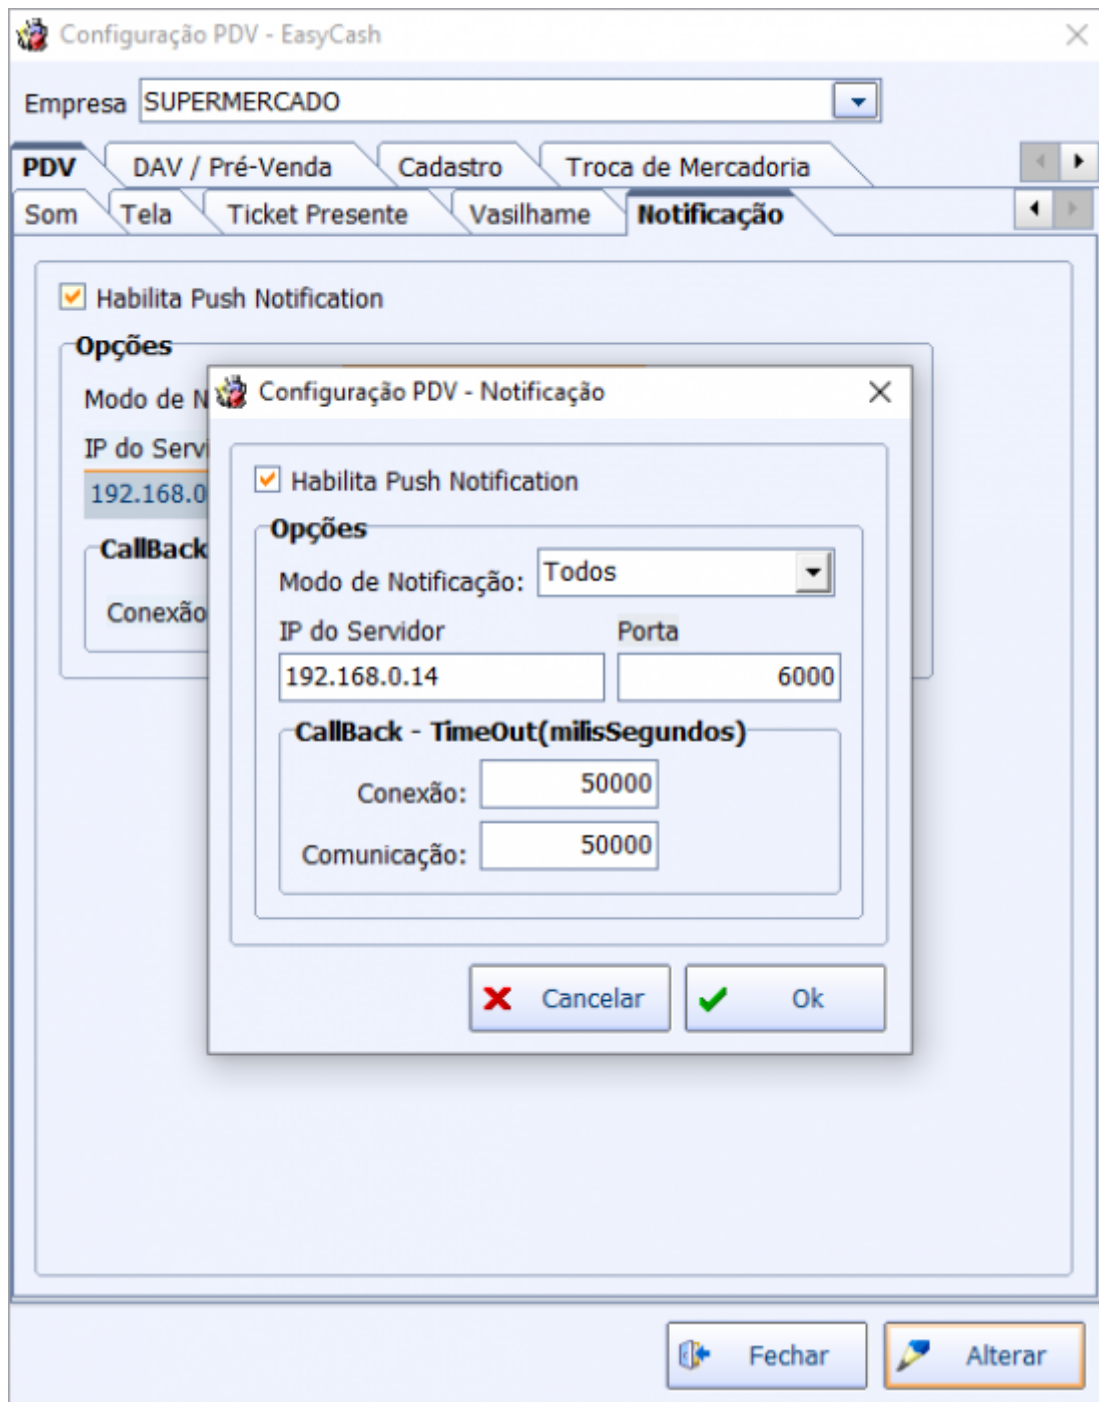 Configuração PDV - EasyCash
Empresa SUPERMERCADO
PDV DAV / Pré-Venda Cadastro Troca de Mercadoria
Som Tela Ticket Presente Vasilhame Notificação
Habilita Push Notification
Opções
Modo de N
IP do Servi
192.168.0
CallBack
Conexão
Configuração PDV - Notificação
Habilita Push Notification
Opções
Modo de Notificação: Todos
IP do Servidor Porta
192.168.0.14 6000
CallBack - TimeOut(milisSegundos)
Conexão: 50000
Comunicação: 50000
Cancelar Ok
Fechar Alterar